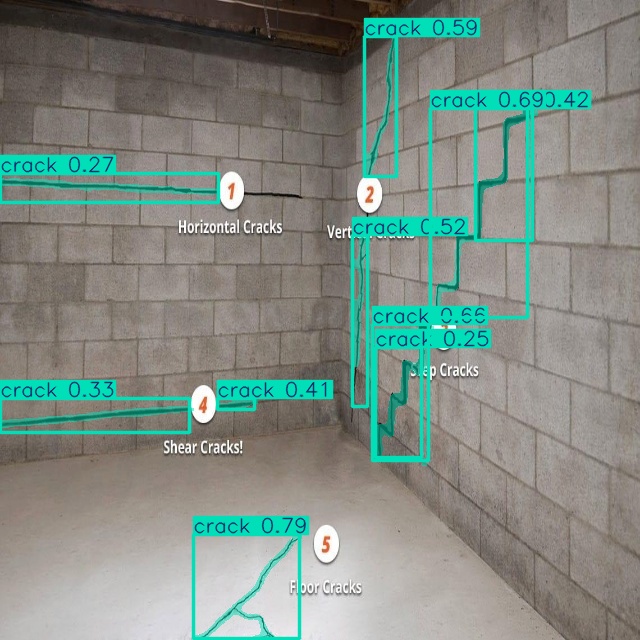 crack 0.59
crack 0.690.42
crack 0.27
1
2
Horizontal Cracks
crack 0.52
crack 0.66
crack 0.25
Cracks
crack 0.33
4
crack 0.41
Shear Cracks!
crack 0.79
5
Floor Cracks